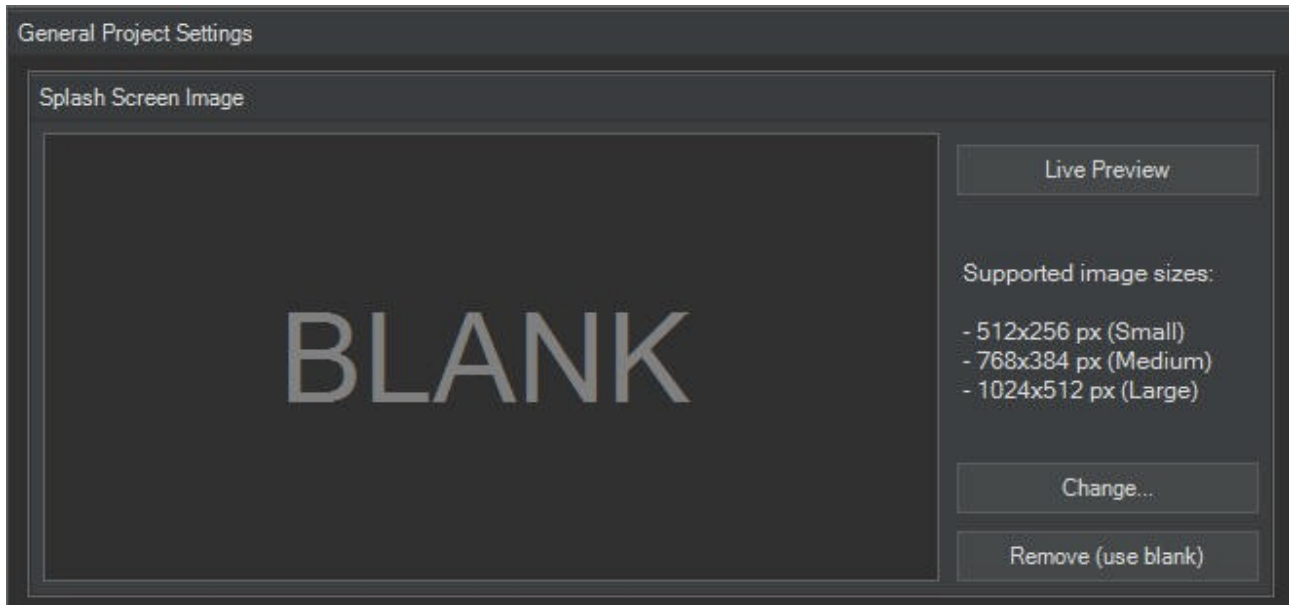 General Project Settings
Splash Screen Image
BLANK
Live Preview
Supported image sizes:
- 512x256 px (Small)
- 768x384 px (Medium)
- 1024x512 px (Large)
Change...
Remove (use blank)